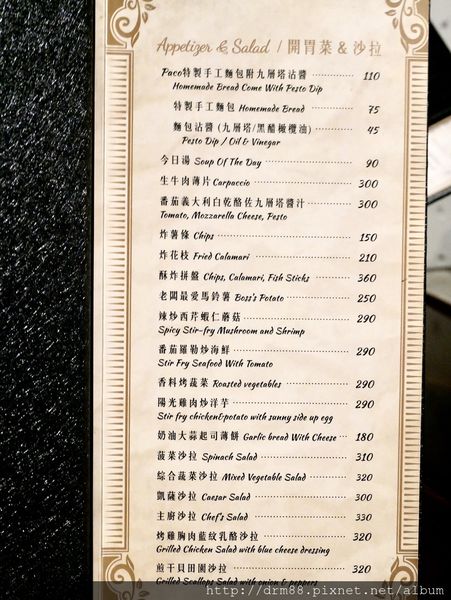 Appetizer & Salad / 開胃菜 & 沙拉
Paco特製手工麵包附九層塔沾醬 110
Homemade Bread Come With Pesto Dip
特製手工麵包 Homemade Bread 75
麵包沾醬 (九層塔/黑醋橄欖油) 45
Pesto Dip / Oil & Vinegar
今日湯 Soup Of The Day 90
生牛肉薄片 Carpaccio 300
番茄義大利白乾酪佐九層塔醬汁 300
Tomato, Mozzarella Cheese, Pesto
炸薯條 Chips 150
炸花枝 Fried Calamari 210
酥炸拼盤 Chips, Calamari, Fish Sticks 360
老闆最愛馬鈴薯 Boss's Potato 250
辣炒西芹蝦仁蘑菇 290
Spicy Stir-fry Mushroom and Shrimp
番茄羅勒炒海鮮 290
Stir Fry Seafood With Tomato
香料烤蔬菜 Roasted vegetables 290
陽光雞肉炒洋芋 290
Stir fry chicken&potato with sunny side up egg
奶油大蒜起司薄餅 Garlic bread With Cheese 180
菠菜沙拉 Spinach Salad 310
綜合蔬菜沙拉 Mixed Vegetable Salad 320
凱薩沙拉 Caesar Salad 300
主廚沙拉 Chef's Salad 330
烤雞胸肉藍紋乳酪沙拉 320
Grilled Chicken Salad with blue cheese dressing
煎干貝田園沙拉 320
Grilled Scallops Salad with onion & peppers
http://drm88.pixnet.net/album